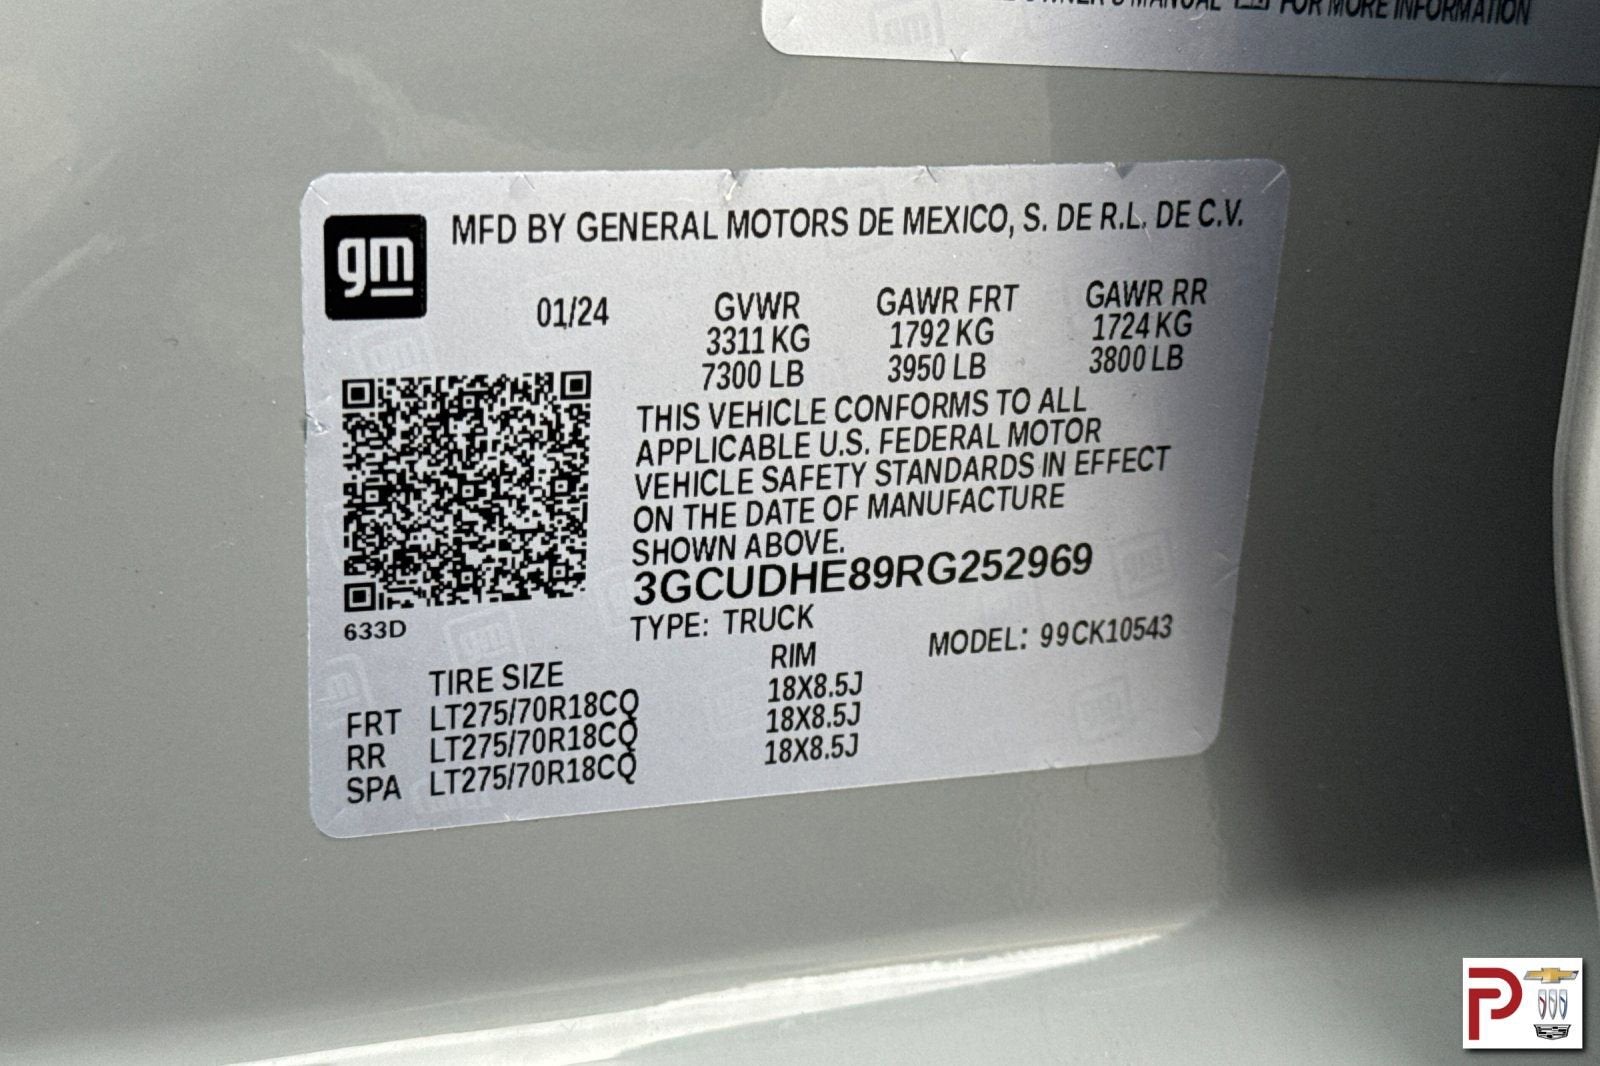 OWNER'S MANUAL FOR MORE INFORMATION
gm
MFD BY GENERAL MOTORS DE MEXICO, S. DE R.L. DE C.V.
01/24 GVWR GAWR FRT GAWR RR
3311 KG 1792 KG 1724 KG
7300 LB 3950 LB 3800 LB
THIS VEHICLE CONFORMS TO ALL
APPLICABLE U.S. FEDERAL MOTOR
VEHICLE SAFETY STANDARDS IN EFFECT
ON THE DATE OF MANUFACTURE
SHOWN ABOVE.
3GCUDHE89RG252969
633D
TYPE: TRUCK MODEL: 99CK10543
TIRE SIZE RIM
FRT LT275/70R18CQ 18X8.5J
RR LT275/70R18CQ 18X8.5J
SPA LT275/70R18CQ 18X8.5J
P